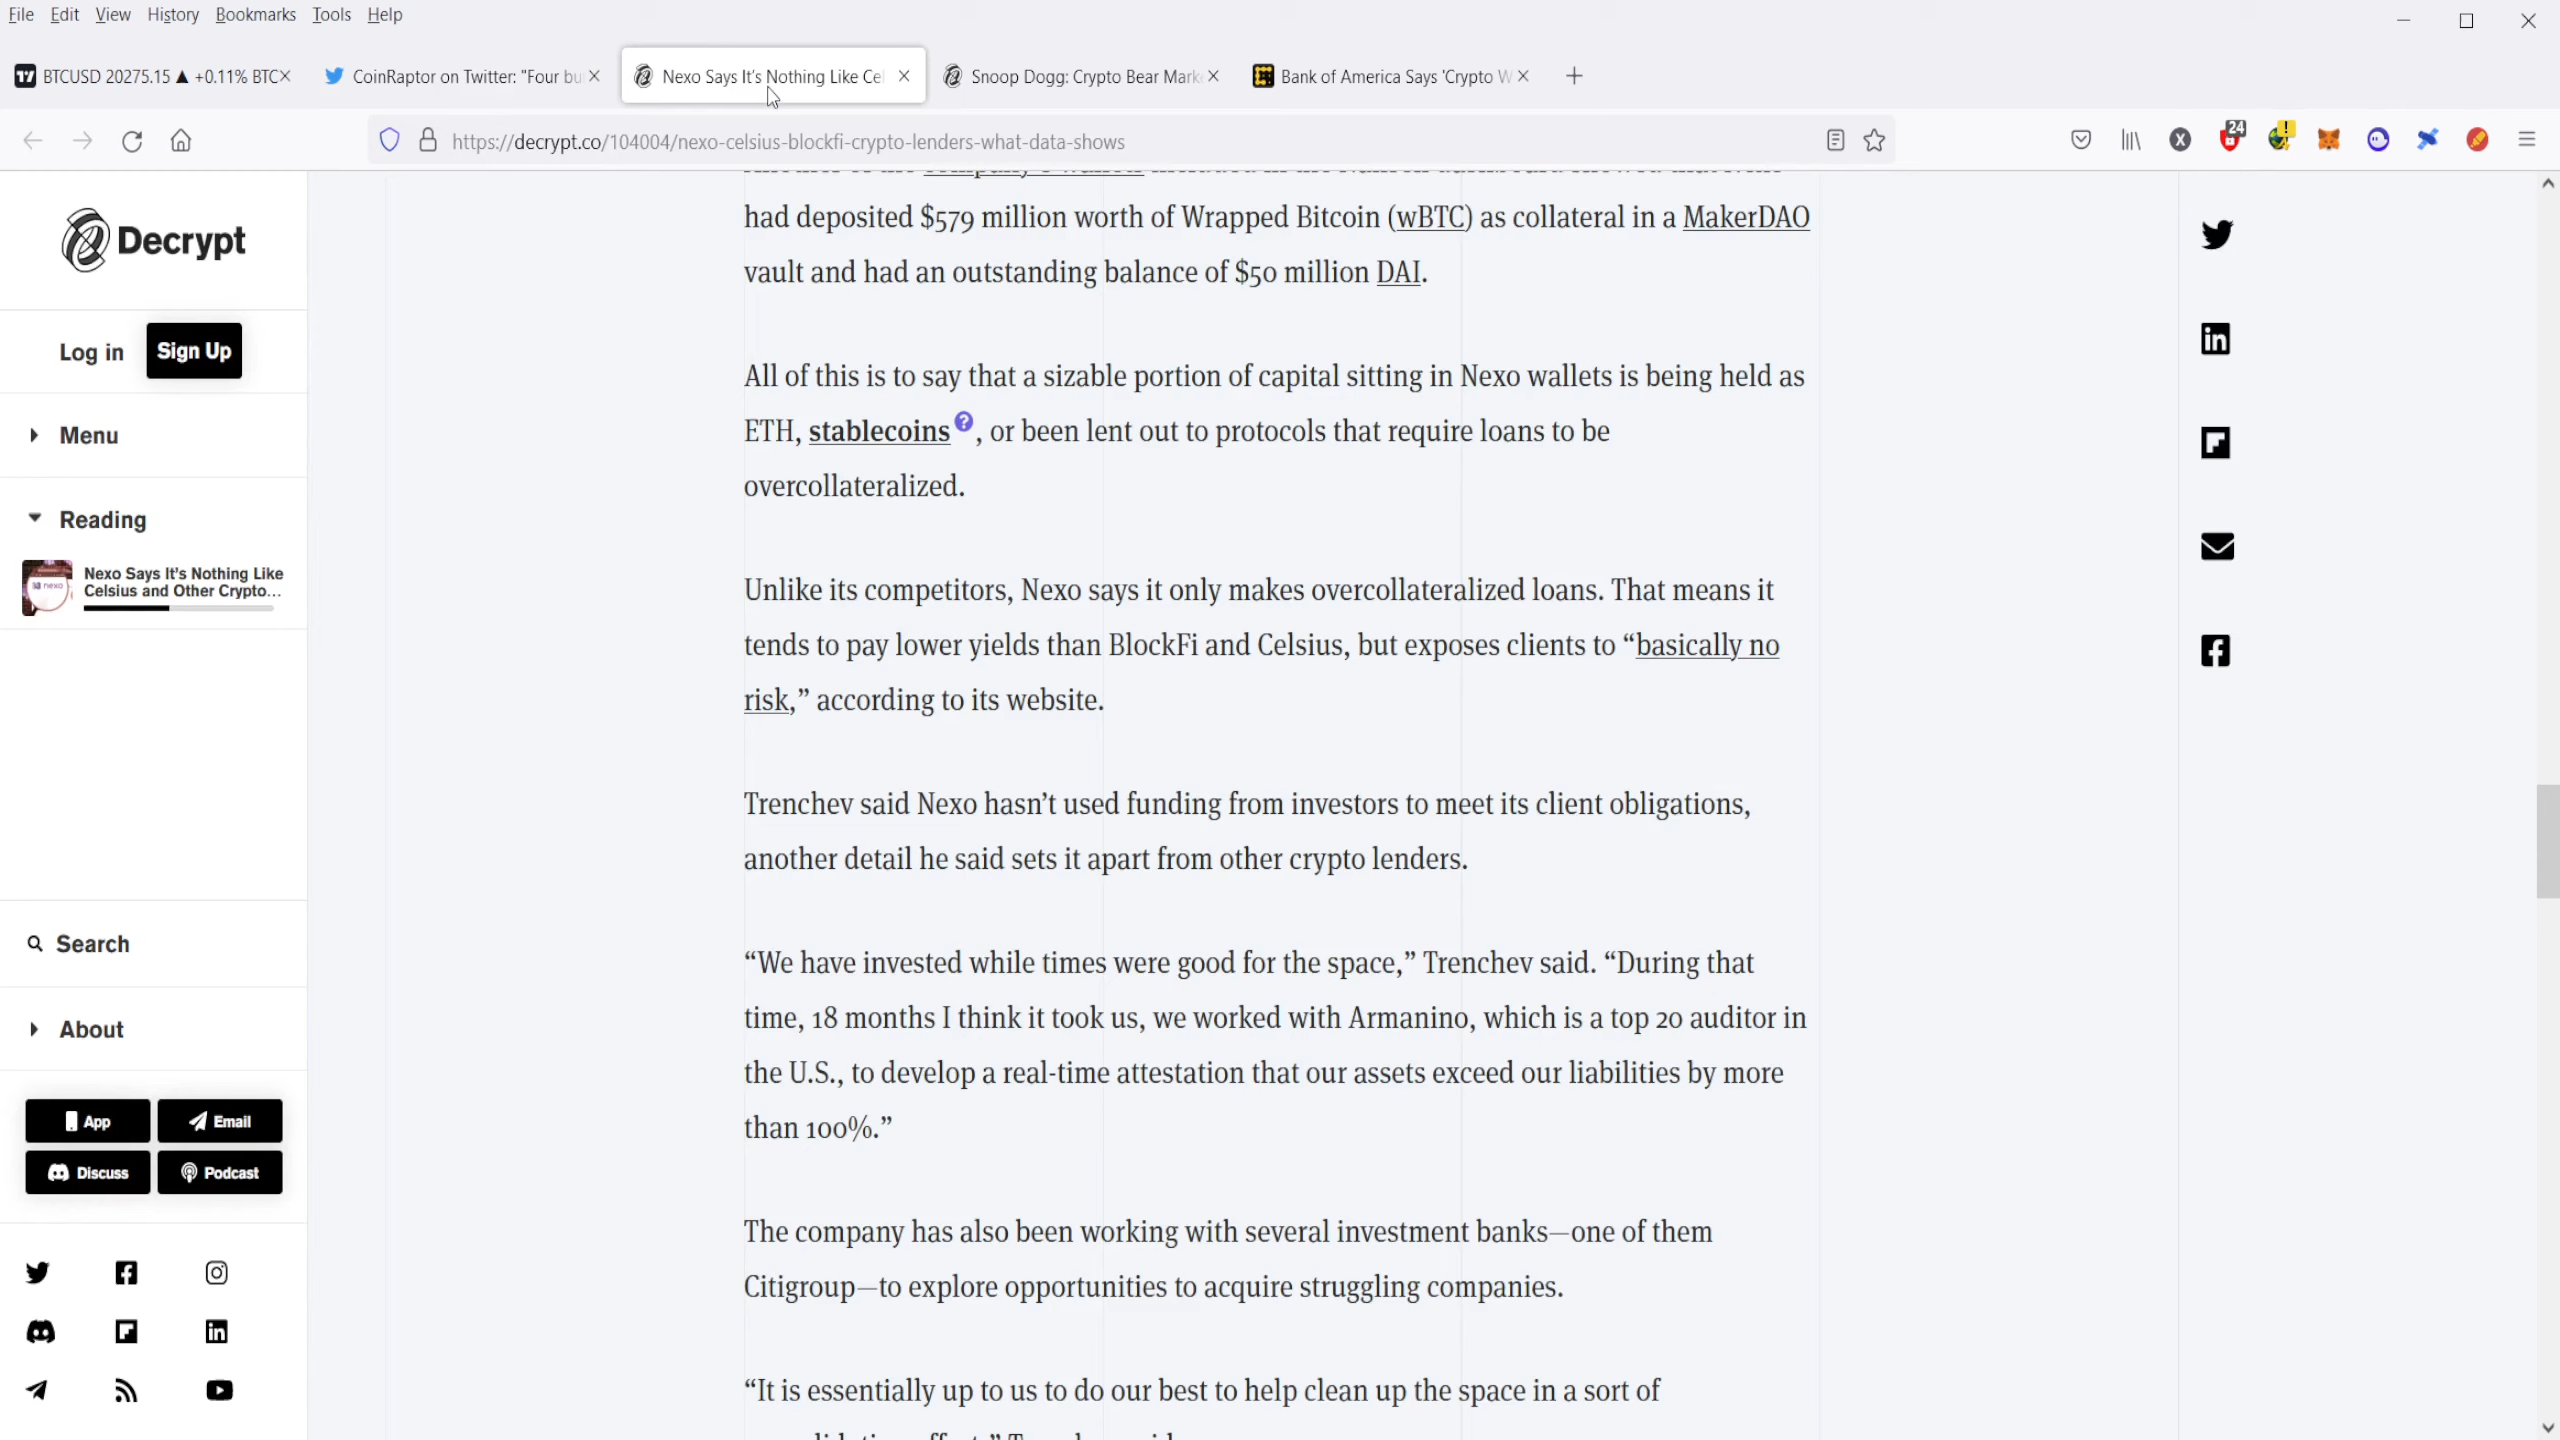 File Edit View History Bookmarks Tools Help
BTCUSD 20275.15 ▲ +0.11% BTC
CoinRaptor on Twitter: "Four bu
Nexo Says It's Nothing Like Cel
Snoop Dogg: Crypto Bear Mark
Bank of America Says 'Crypto W
https://decrypt.co/104004/nexo-celsius-blockfi-crypto-lenders-what-data-shows
24
Decrypt
Log in
Sign Up
Menu
Reading
nexo
Nexo Says It's Nothing Like
Celsius and Other Crypto...
Search
About
App
Email
Discuss
Podcast
had deposited $579 million worth of Wrapped Bitcoin (wBTC) as collateral in a MakerDAO
vault and had an outstanding balance of $50 million DAI.
All of this is to say that a sizable portion of capital sitting in Nexo wallets is being held as
ETH, stablecoins ?, or been lent out to protocols that require loans to be
overcollateralized.
Unlike its competitors, Nexo says it only makes overcollateralized loans. That means it
tends to pay lower yields than BlockFi and Celsius, but exposes clients to “basically no
risk,” according to its website.
Trenchev said Nexo hasn’t used funding from investors to meet its client obligations,
another detail he said sets it apart from other crypto lenders.
“We have invested while times were good for the space,” Trenchev said. “During that
time, 18 months I think it took us, we worked with Armanino, which is a top 20 auditor in
the U.S., to develop a real-time attestation that our assets exceed our liabilities by more
than 100%.”
The company has also been working with several investment banks—one of them
Citigroup—to explore opportunities to acquire struggling companies.
“It is essentially up to us to do our best to help clean up the space in a sort of